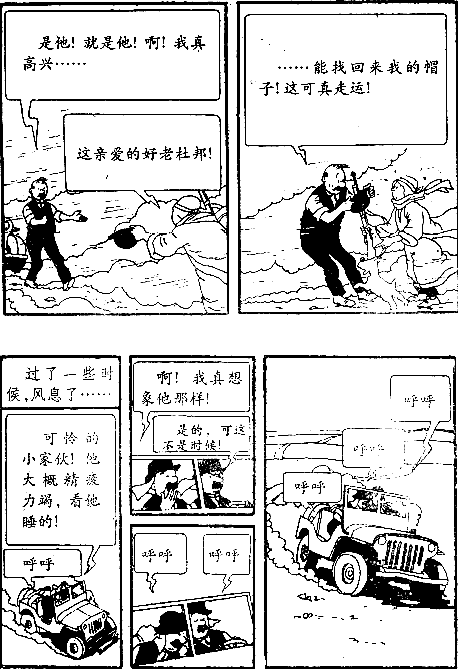 是他！就是他！啊！我真
高兴……
这亲爱的好老杜邦！
……能找回来我的帽
子！这可真走运！
过了一些时
候，风息了……
可怜的
小家伙！他
大概精疲
力竭，看他
睡的！
呼呼
啊！我真想
象他那样！
是的，可这
不是时候！
呼呼
呼呼
呼呼
呼呼
呼呼